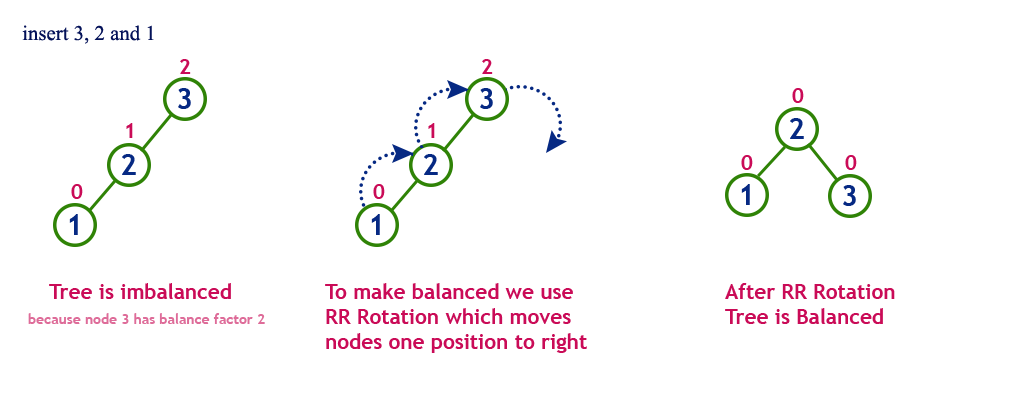 insert 3, 2 and 1
2
3
1
2
0
1
Tree is imbalanced
because node 3 has balance factor 2
2
3
1
2
0
1
To make balanced we use
RR Rotation which moves
nodes one position to right
0
2
0
0
1
3
After RR Rotation
Tree is Balanced